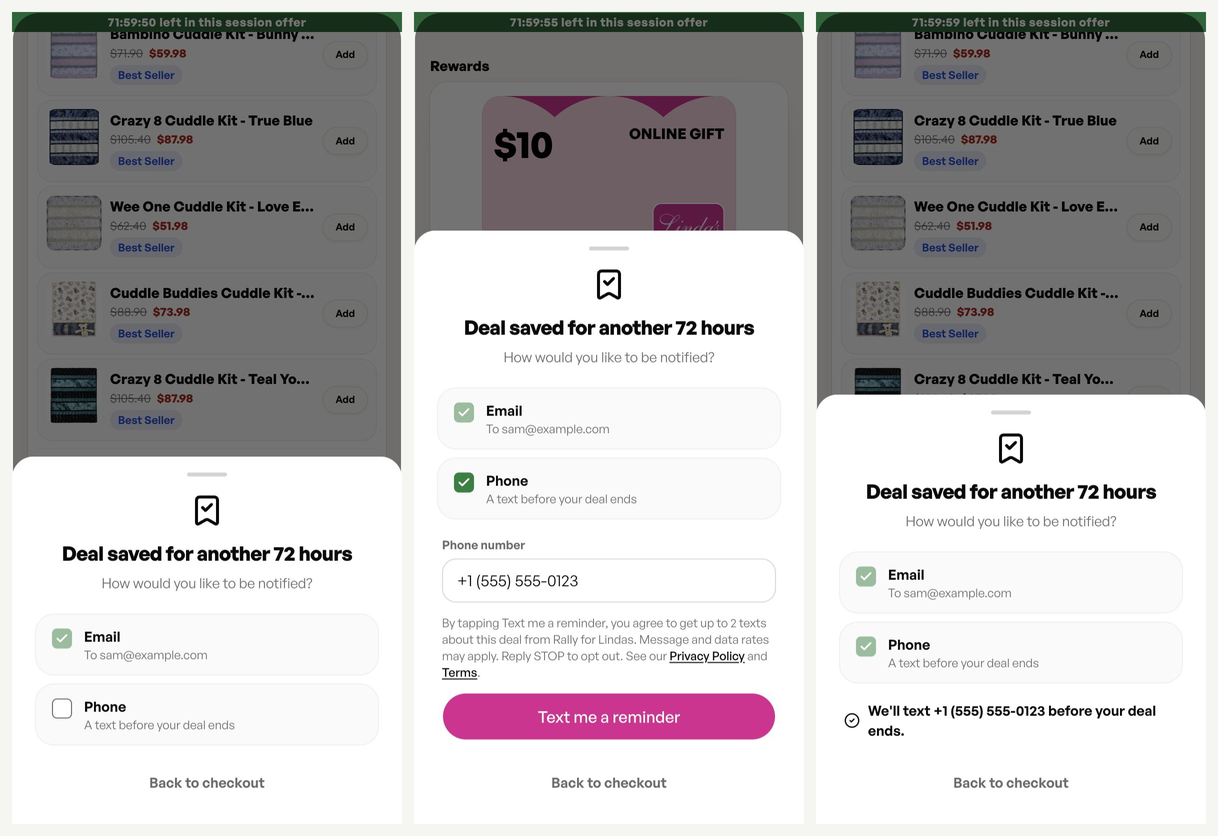 71:59:50 left in this session offer
Bambino Cuddle Kit - Bunny ...
$71.90 $59.98
Add
Best Seller
Crazy 8 Cuddle Kit - True Blue
$105.40 $87.98
Add
Best Seller
Wee One Cuddle Kit - Love E...
$62.40 $51.98
Add
Best Seller
Cuddle Buddies Cuddle Kit -...
$88.90 $73.98
Add
Best Seller
Crazy 8 Cuddle Kit - Teal Yo...
$105.40 $87.98
Add
Best Seller
Deal saved for another 72 hours
How would you like to be notified?
Email
To sam@example.com
Phone
A text before your deal ends
Back to checkout
71:59:55 left in this session offer
Rewards
$10
ONLINE GIFT
Linda's
Deal saved for another 72 hours
How would you like to be notified?
Email
To sam@example.com
Phone
A text before your deal ends
Phone number
+1 (555) 555-0123
By tapping Text me a reminder, you agree to get up to 2 texts
about this deal from Rally for Lindas. Message and data rates
may apply. Reply STOP to opt out. See our Privacy Policy and
Terms.
Text me a reminder
Back to checkout
71:59:59 left in this session offer
Bambino Cuddle Kit - Bunny ...
$71.90 $59.98
Add
Best Seller
Crazy 8 Cuddle Kit - True Blue
$105.40 $87.98
Add
Best Seller
Wee One Cuddle Kit - Love E...
$62.40 $51.98
Add
Best Seller
Cuddle Buddies Cuddle Kit -...
$88.90 $73.98
Add
Best Seller
Crazy 8 Cuddle Kit - Teal Yo...
Deal saved for another 72 hours
How would you like to be notified?
Email
To sam@example.com
Phone
A text before your deal ends
We'll text +1 (555) 555-0123 before your deal
ends.
Back to checkout